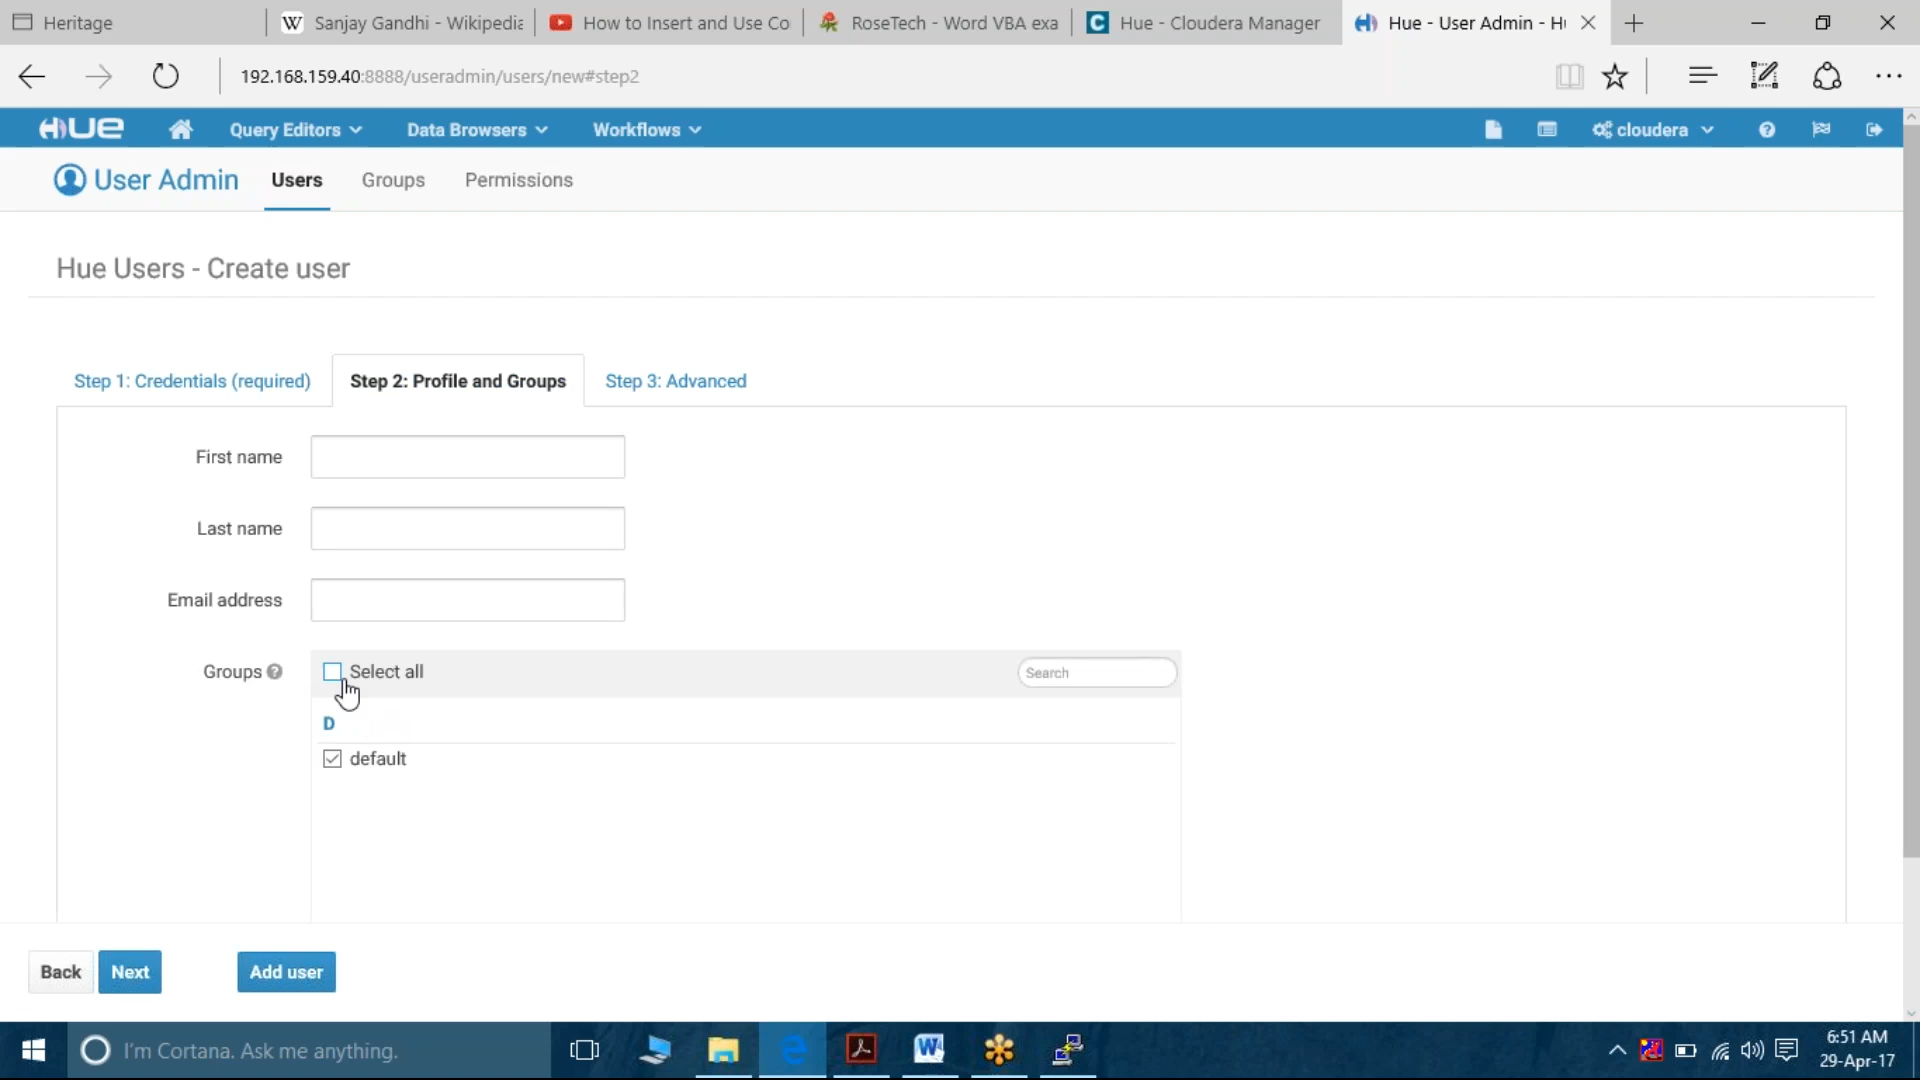 Heritage
Sanjay Gandhi - Wikipedia
How to Insert and Use Co
RoseTech - Word VBA exa
Hue - Cloudera Manager
Hue - User Admin - Hu
192.168.159.40:8888/useradmin/users/new#step2
HUE
Query Editors
Data Browsers
Workflows
cloudera
User Admin
Users
Groups
Permissions
Hue Users - Create user
Step 1: Credentials (required)
Step 2: Profile and Groups
Step 3: Advanced
First name
Last name
Email address
Groups
Select all
Search
D
default
Back
Next
Add user
I'm Cortana. Ask me anything.
6:51 AM
29-Apr-17